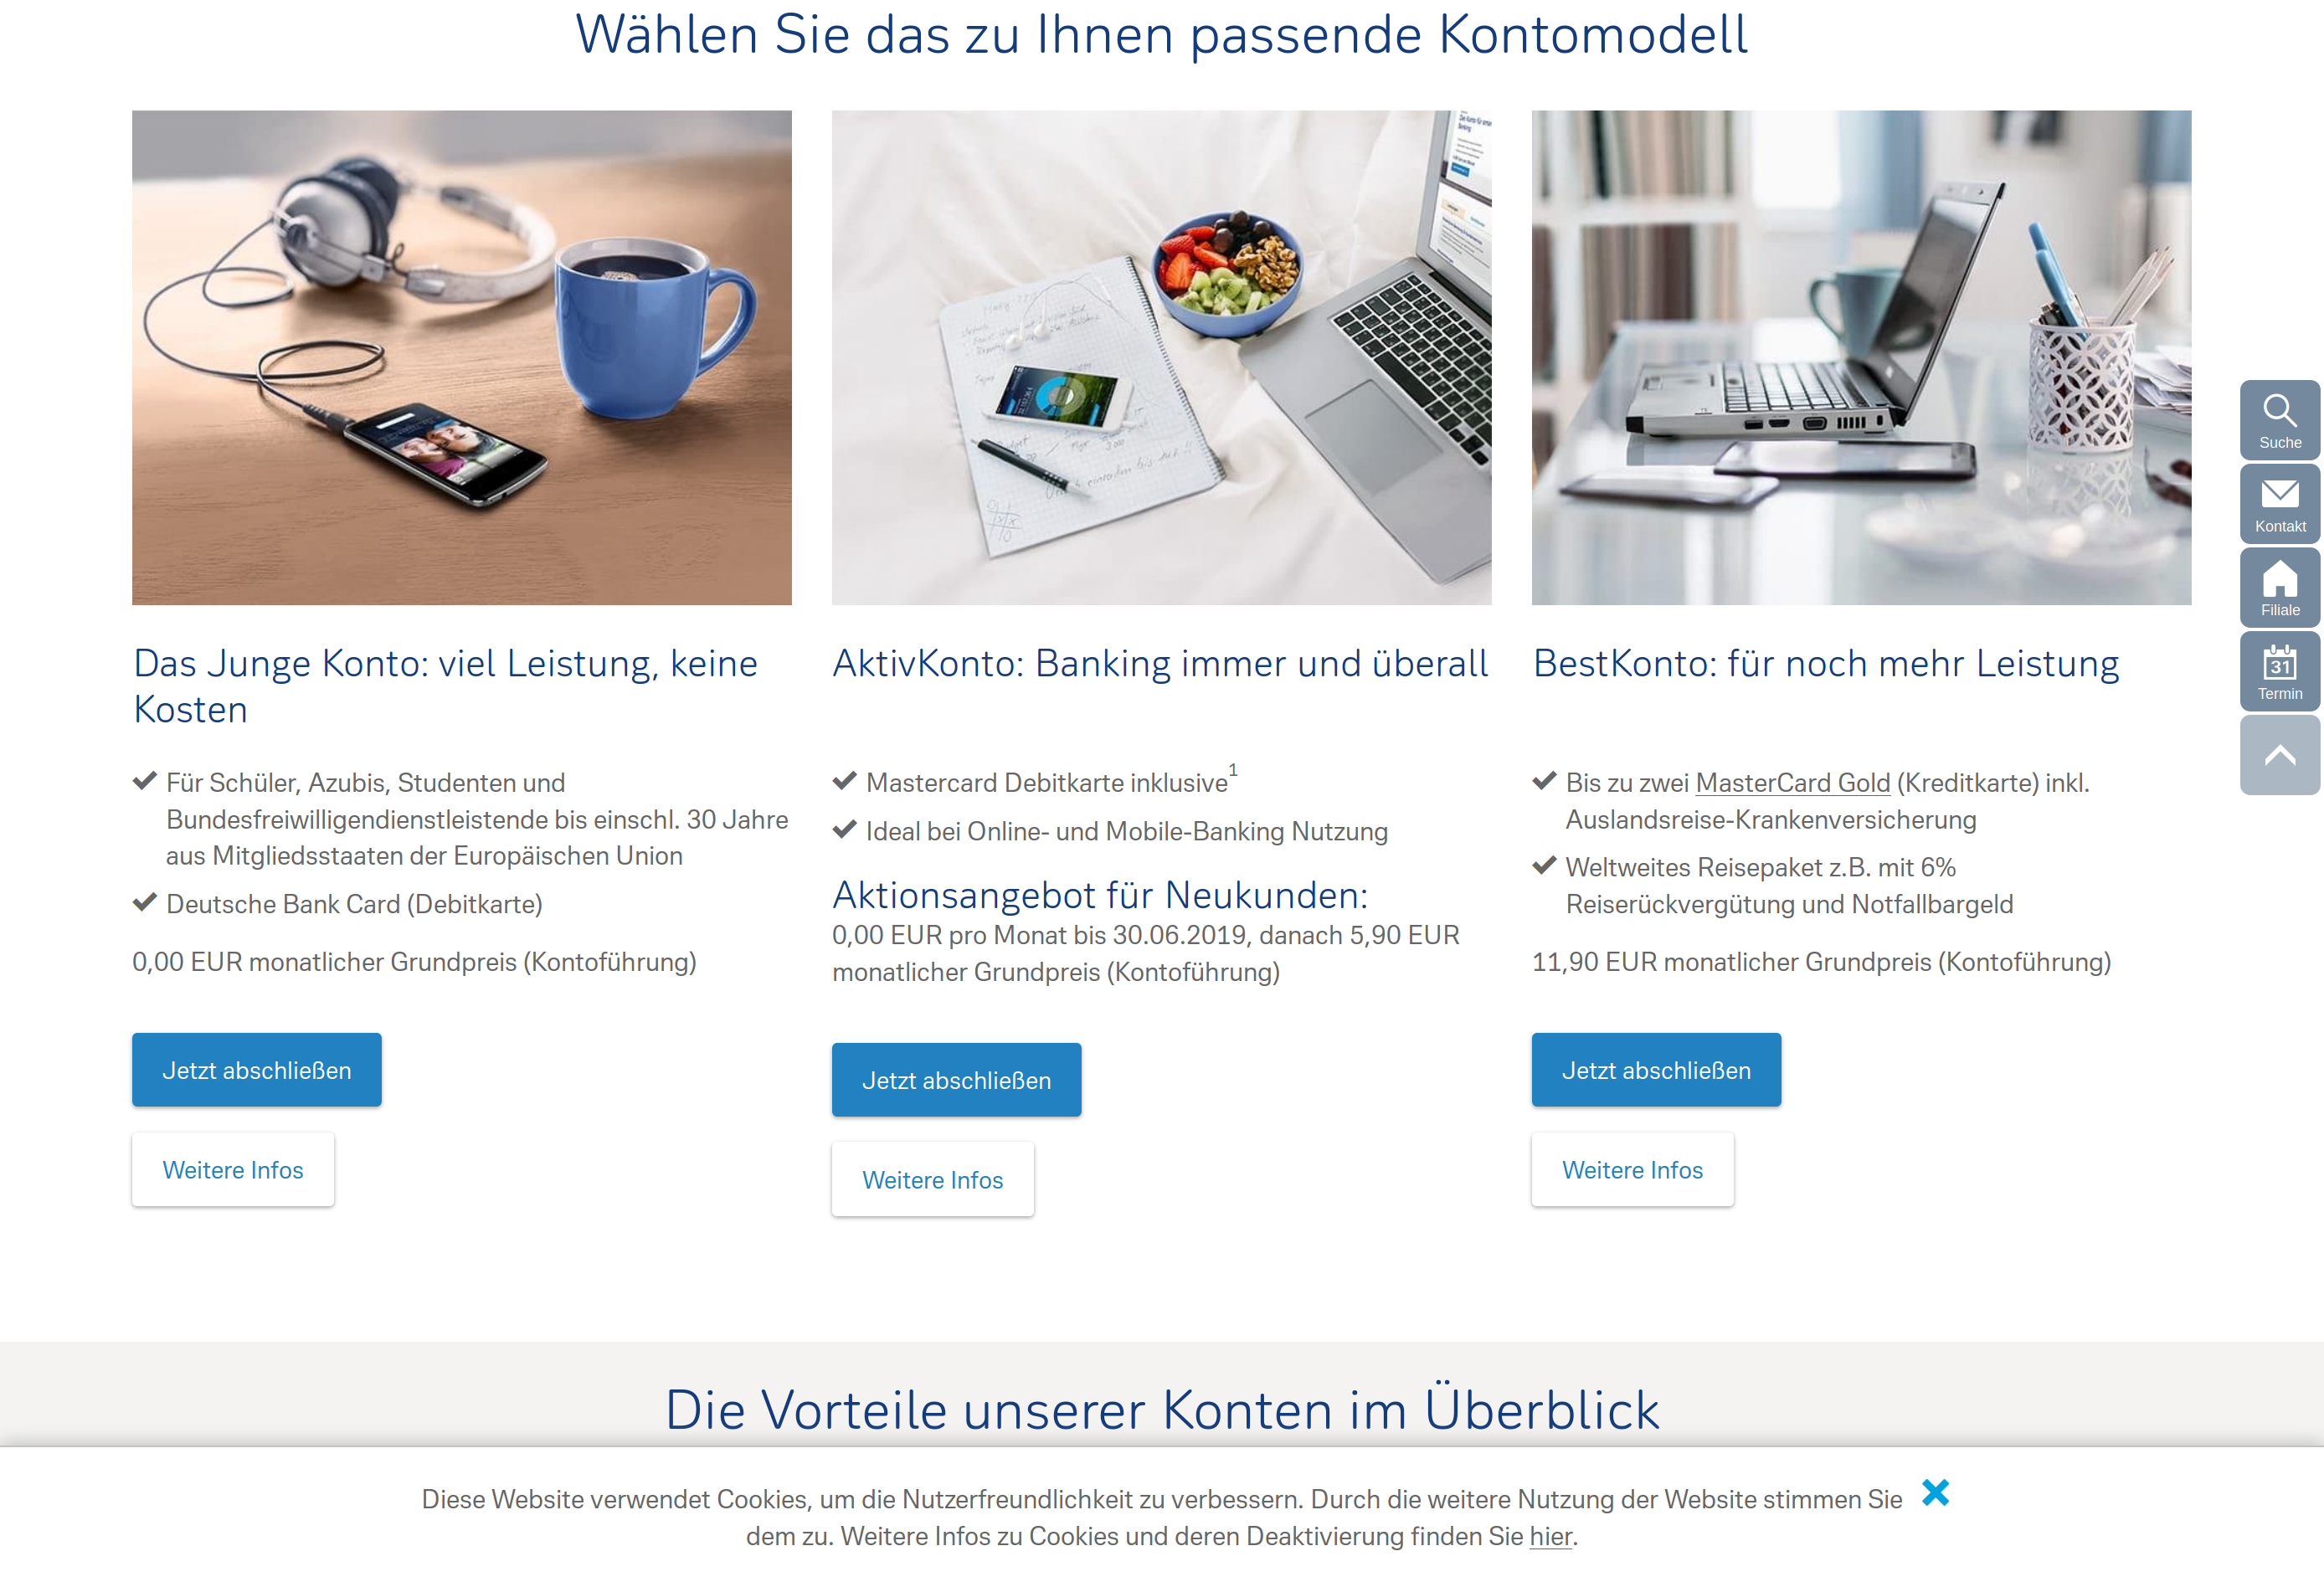 Wählen Sie das zu Ihnen passende Kontomodell
Das Junge Konto: viel Leistung, keine
Kosten
Für Schüler, Azubis, Studenten und
Bundesfreiwilligendienstleistende bis einschl. 30 Jahre
aus Mitgliedsstaaten der Europäischen Union
Deutsche Bank Card (Debitkarte)
0,00 EUR monatlicher Grundpreis (Kontoführung)
Jetzt abschließen
Weitere Infos
AktivKonto: Banking immer und überall
Mastercard Debitkarte inklusive1
Ideal bei Online- und Mobile-Banking Nutzung
Aktionsangebot für Neukunden:
0,00 EUR pro Monat bis 30.06.2019, danach 5,90 EUR
monatlicher Grundpreis (Kontoführung)
Jetzt abschließen
Weitere Infos
BestKonto: für noch mehr Leistung
Bis zu zwei MasterCard Gold (Kreditkarte) inkl.
Auslandsreise-Krankenversicherung
Weltweites Reisepaket z.B. mit 6%
Reiserückvergütung und Notfallbargeld
11,90 EUR monatlicher Grundpreis (Kontoführung)
Jetzt abschließen
Weitere Infos
Suche
Kontakt
Filiale
31
Termin
Die Vorteile unserer Konten im Überblick
Diese Website verwendet Cookies, um die Nutzerfreundlichkeit zu verbessern. Durch die weitere Nutzung der Website stimmen Sie
dem zu. Weitere Infos zu Cookies und deren Deaktivierung finden Sie hier.